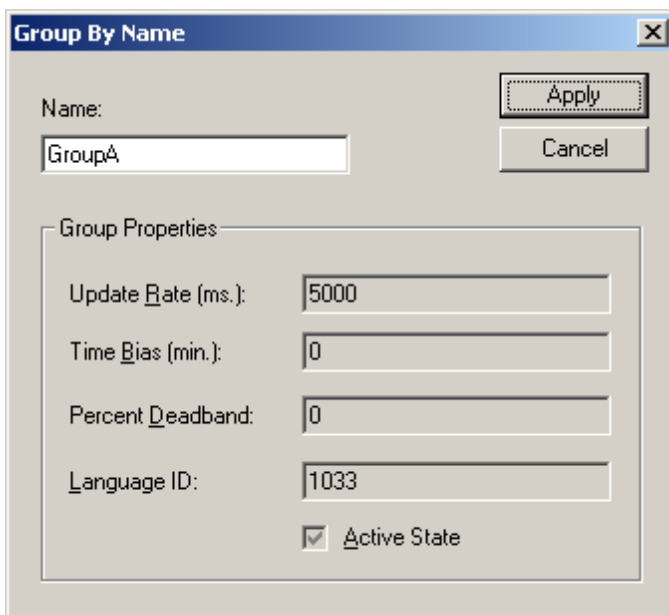 Group By Name
Name:
Apply
GroupA
Cancel
Group Properties
Update Rate (ms.): 5000
Time Bias (min.): 0
Percent Deadband: 0
Language ID: 1033
Active State